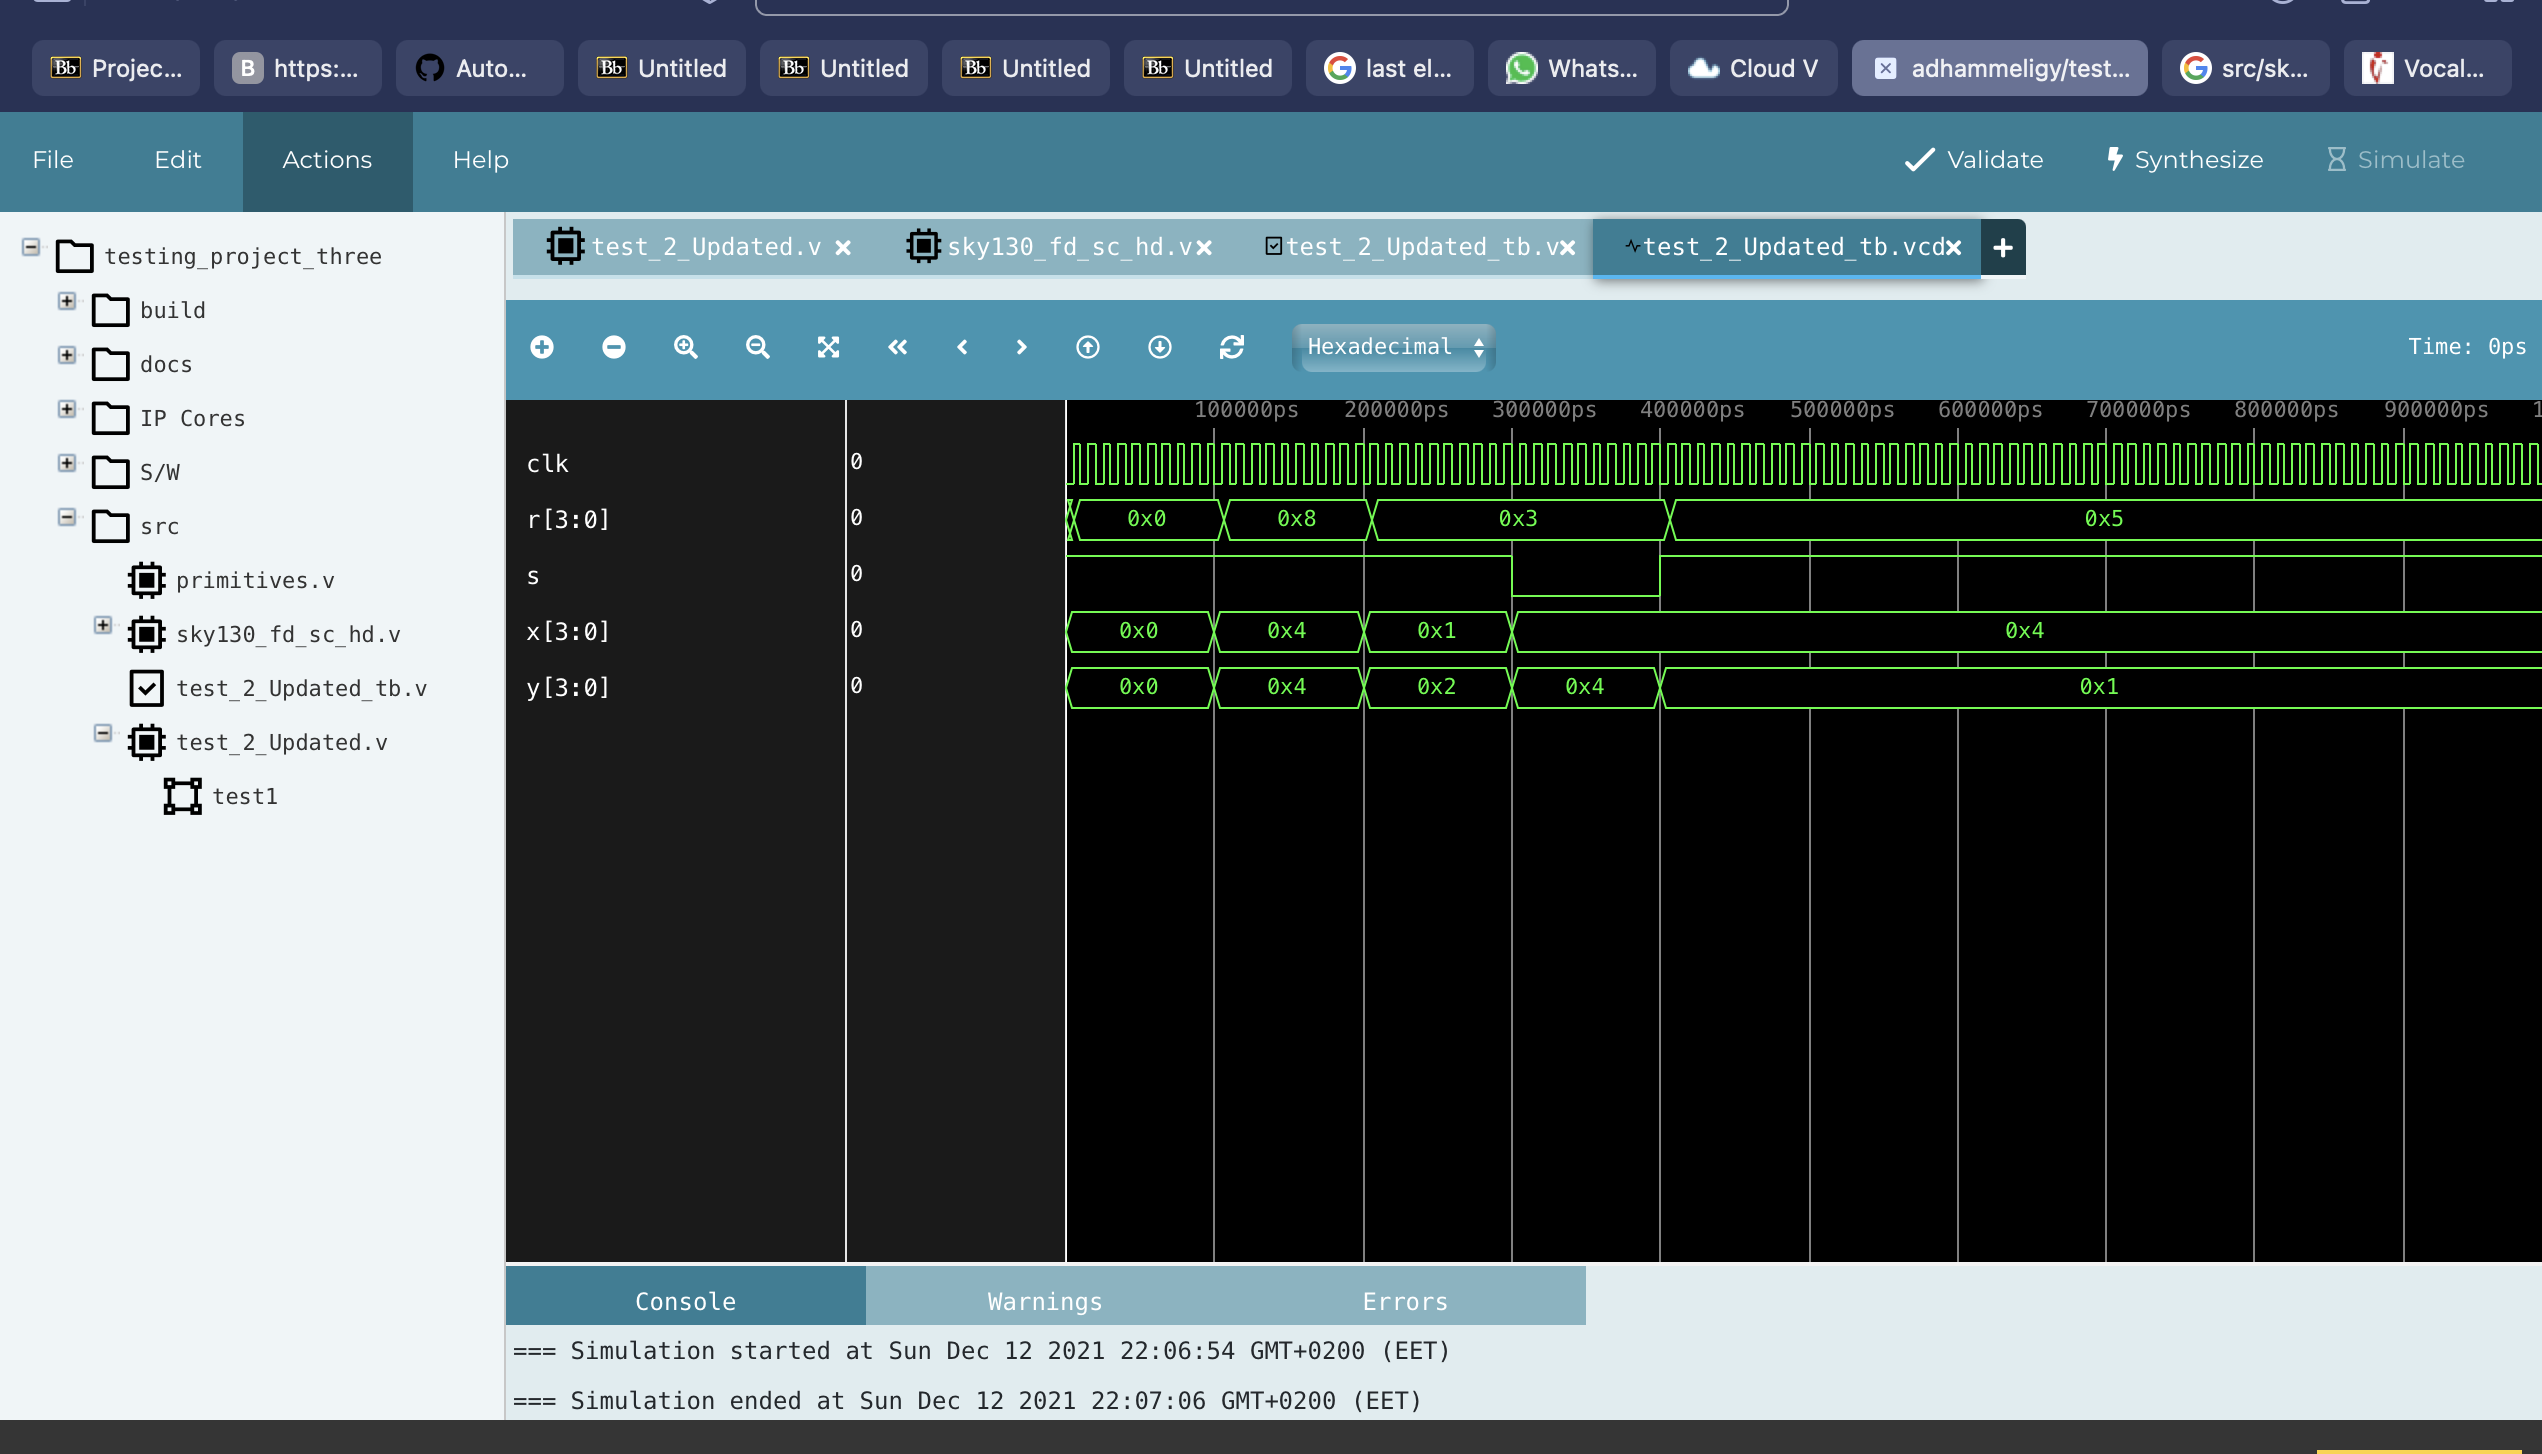 Projec...
B https:...
Auto...
Bb Untitled
Bb Untitled
Bb Untitled
Bb Untitled
last el...
Whats...
Cloud V
adhammeligy/test...
src/sk...
Vocal...
File Edit Actions Help Validate Synthesize Simulate
testing_project_three
build
docs
IP Cores
S/W
src
primitives.v
sky130_fd_sc_hd.v
test_2_Updated_tb.v
test_2_Updated.v
test1
test_2_Updated.v sky130_fd_sc_hd.v test_2_Updated_tb.v test_2_Updated_tb.vcd
Hexadecimal Time: 0ps
100000ps 200000ps 300000ps 400000ps 500000ps 600000ps 700000ps 800000ps 900000ps 1
clk 0
r[3:0] 0 0x0 0x8 0x3 0x5
s 0
x[3:0] 0 0x0 0x4 0x1 0x4
y[3:0] 0 0x0 0x4 0x2 0x4 0x1
Console Warnings Errors
=== Simulation started at Sun Dec 12 2021 22:06:54 GMT+0200 (EET)
=== Simulation ended at Sun Dec 12 2021 22:07:06 GMT+0200 (EET)